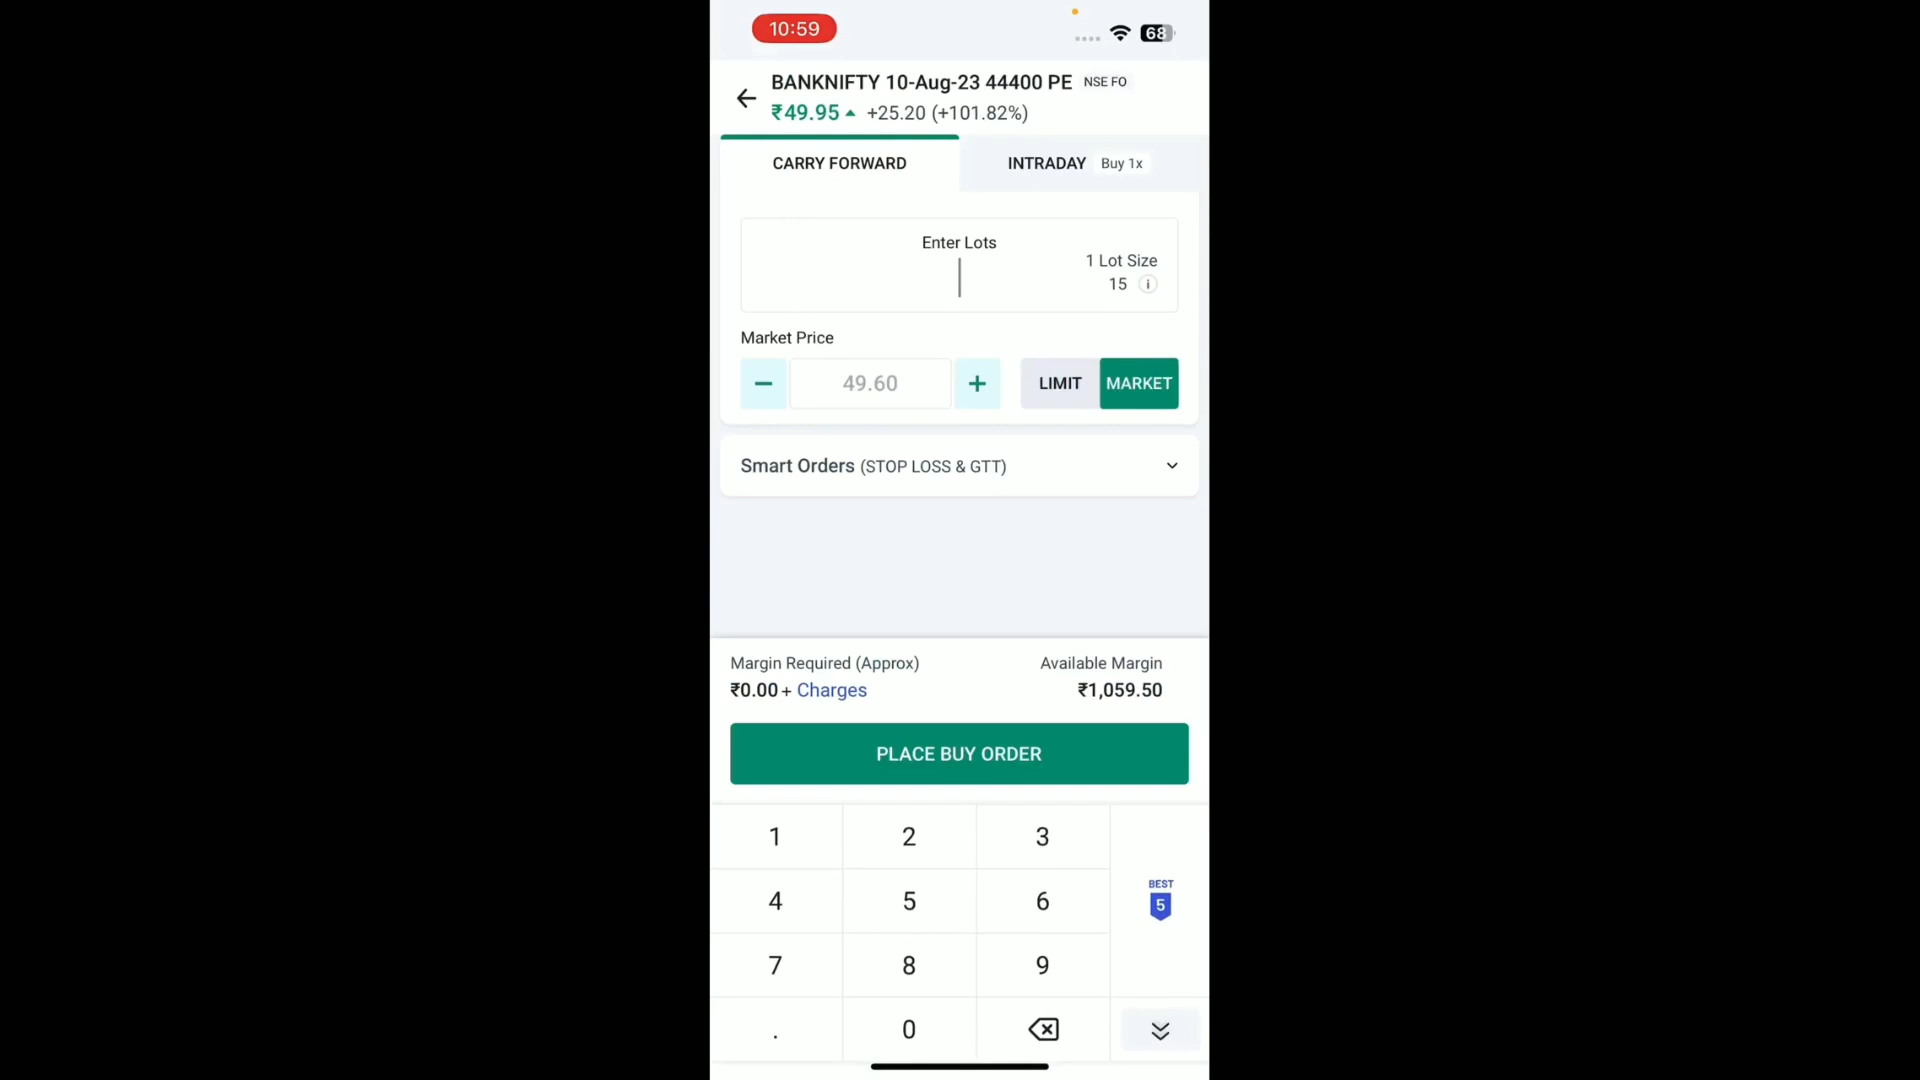 10:59
68
BANKNIFTY 10-Aug-23 44400 PE NSE FO
₹49.95 +25.20 (+101.82%)
CARRY FORWARD
INTRADAY Buy 1x
Enter Lots
1 Lot Size
15 i
Market Price
− 49.60 + LIMIT MARKET
Smart Orders (STOP LOSS & GTT)
Margin Required (Approx) Available Margin
₹0.00 + Charges ₹1,059.50
PLACE BUY ORDER
1 2 3
BEST
5
4 5 6
7 8 9
. 0